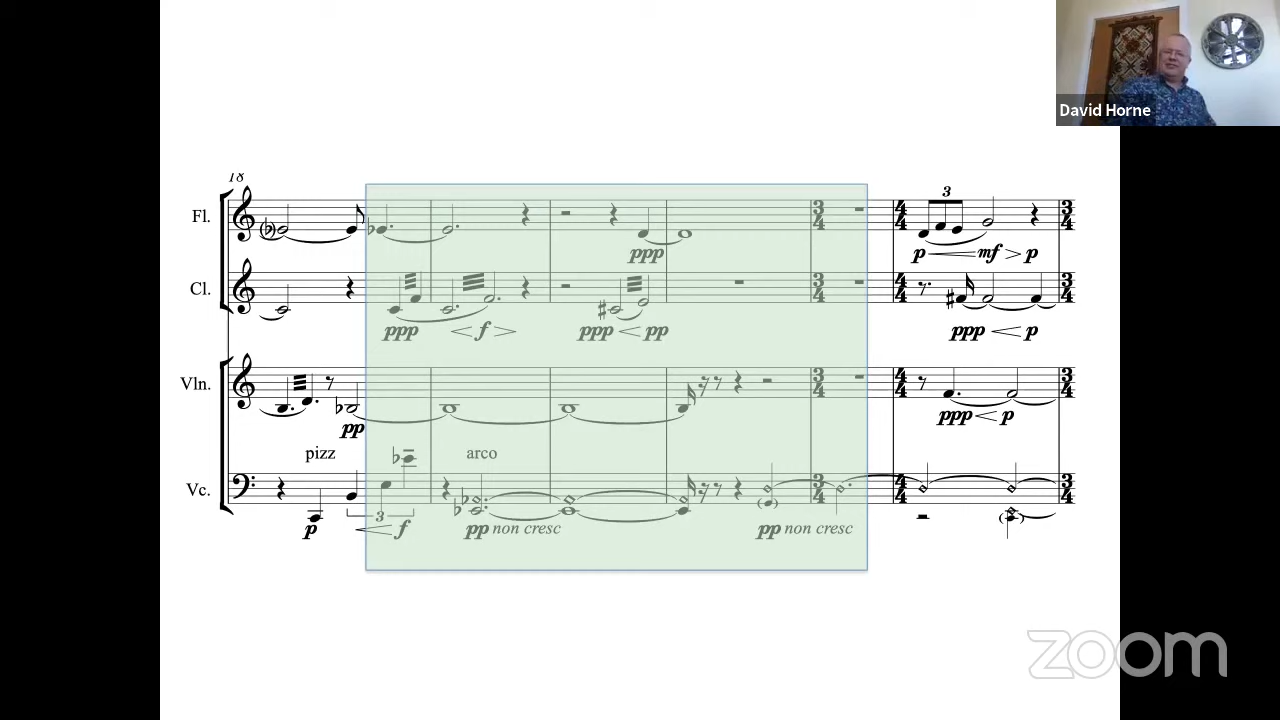 David Horne
18
Fl.
3
ppp
p mf p
Cl.
ppp f ppp pp
ppp p
Vln.
pp
ppp p
pizz
arco
Vc.
3
p f pp non cresc
pp non cresc
3 4
4 4
3 4
zoom